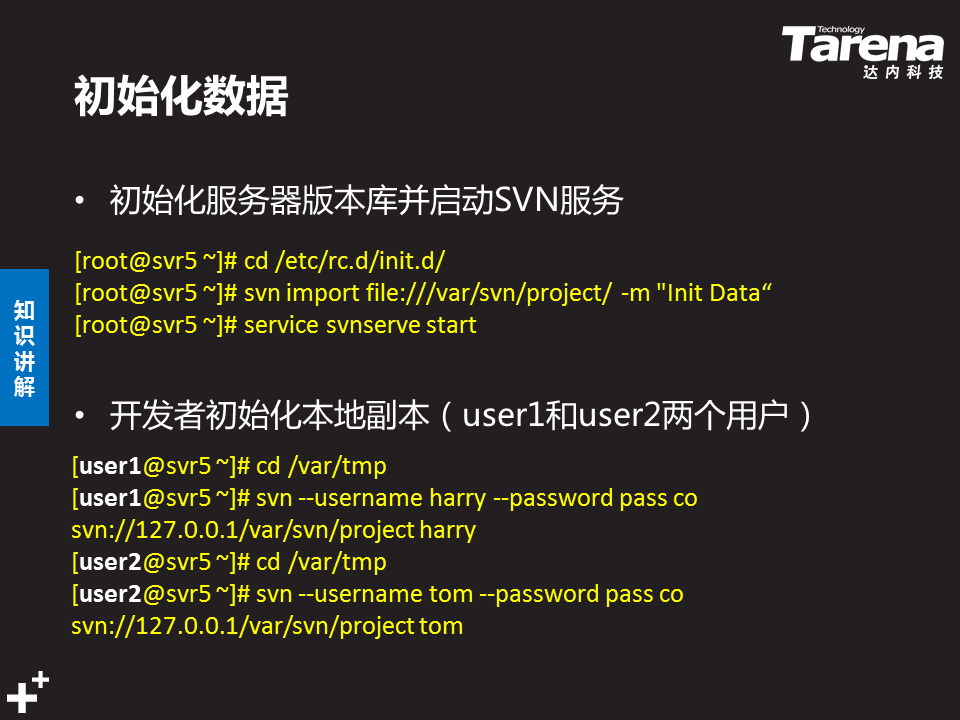 Technology
Tarena
达内科技
初始化数据
• 初始化服务器版本库并启动SVN服务
[root@svr5 ~]# cd /etc/rc.d/init.d/
[root@svr5 ~]# svn import file:///var/svn/project/ -m "Init Data“
[root@svr5 ~]# service svnserve start
知识讲解
• 开发者初始化本地副本（user1和user2两个用户）
[user1@svr5 ~]# cd /var/tmp
[user1@svr5 ~]# svn --username harry --password pass co
svn://127.0.0.1/var/svn/project harry
[user2@svr5 ~]# cd /var/tmp
[user2@svr5 ~]# svn --username tom --password pass co
svn://127.0.0.1/var/svn/project tom